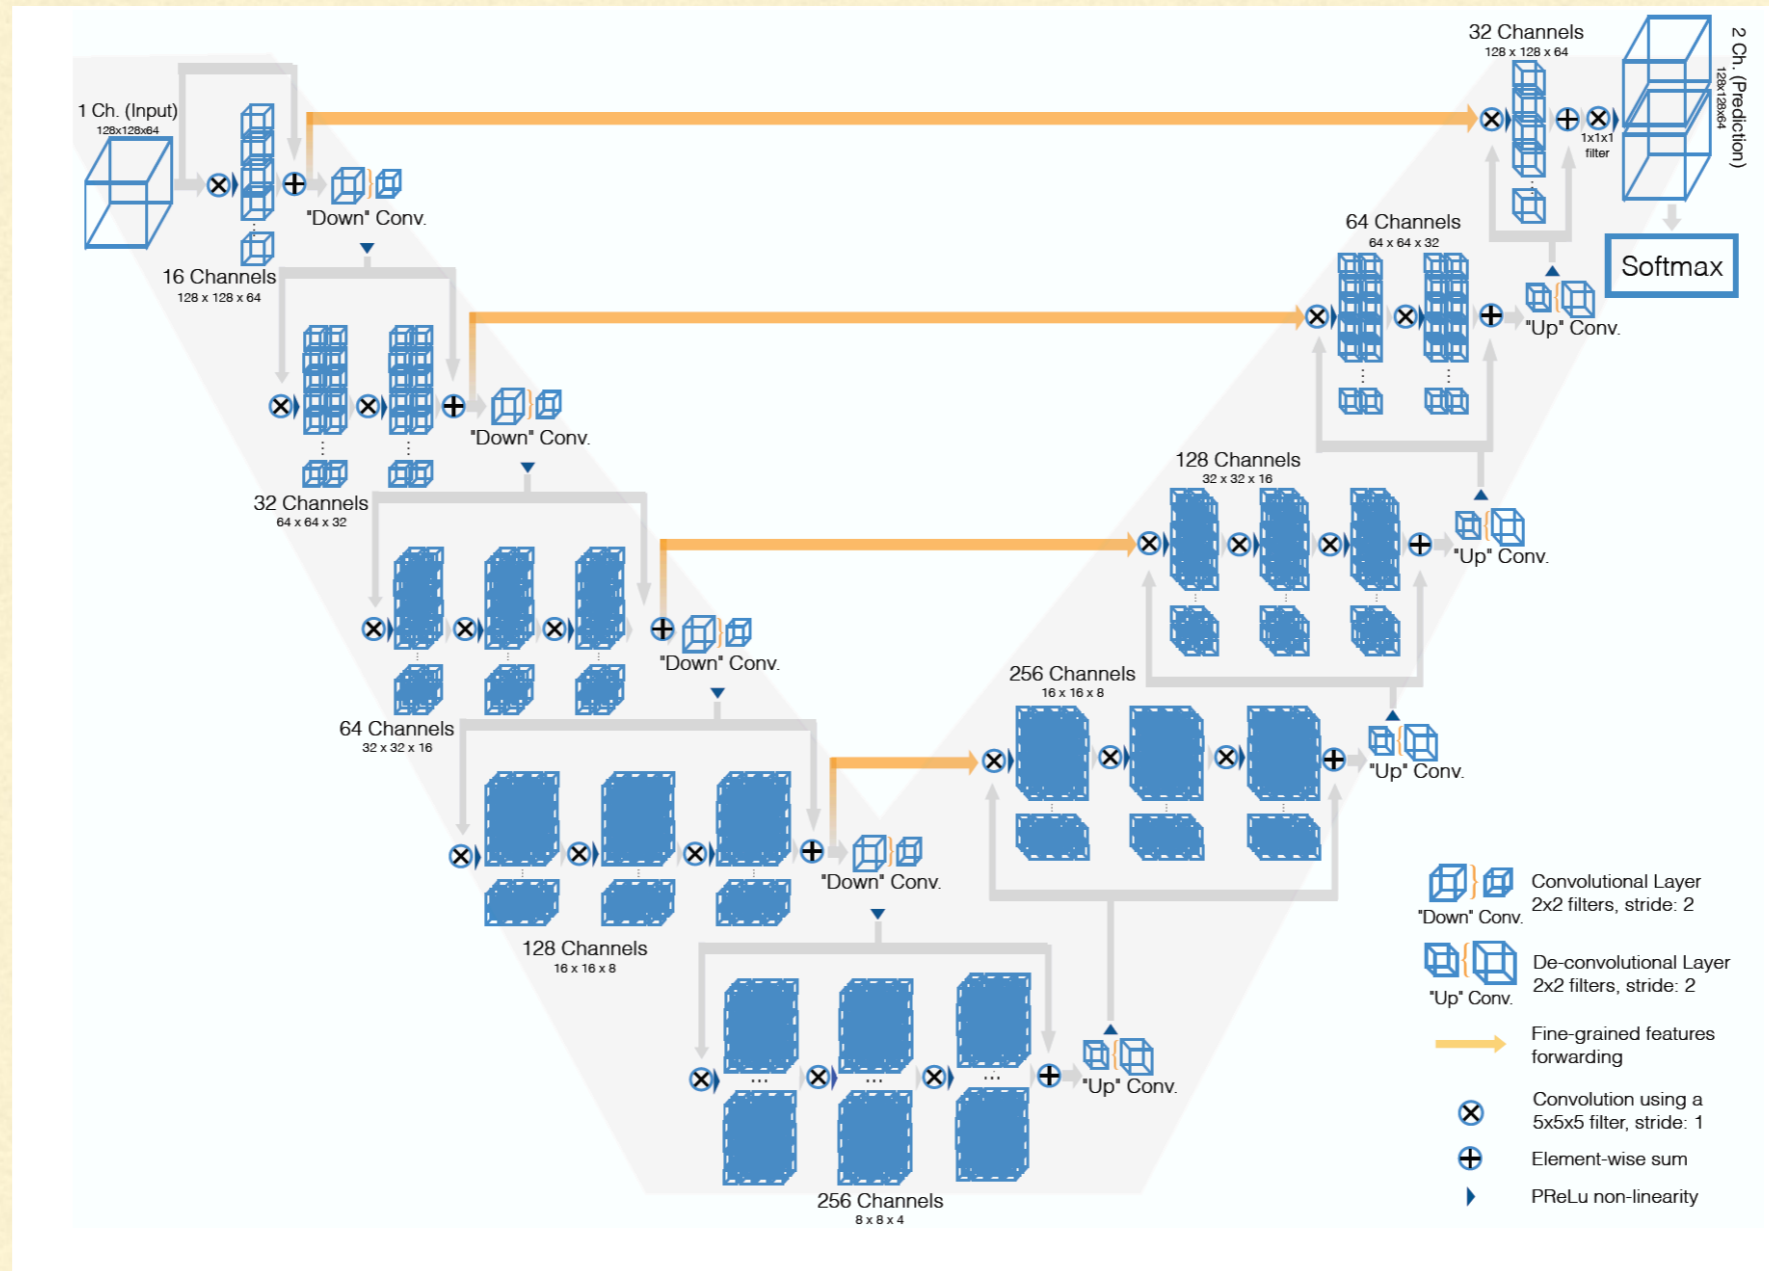 1 Ch. (Input)
128x128x64
16 Channels
128 x 128 x 64
"Down" Conv.
32 Channels
64 x 64 x 32
"Down" Conv.
64 Channels
32 x 32 x 16
"Down" Conv.
128 Channels
16 x 16 x 8
"Down" Conv.
256 Channels
8 x 8 x 4
"Up" Conv.
256 Channels
16 x 16 x 8
"Up" Conv.
128 Channels
32 x 32 x 16
"Up" Conv.
64 Channels
64 x 64 x 32
"Up" Conv.
32 Channels
128 x 128 x 64
1x1x1
filter
2 Ch. (Prediction)
128x128x64
Softmax
"Down" Conv.
Convolutional Layer
2x2 filters, stride: 2
"Up" Conv.
De-convolutional Layer
2x2 filters, stride: 2
Fine-grained features
forwarding
Convolution using a
5x5x5 filter, stride: 1
Element-wise sum
PReLu non-linearity